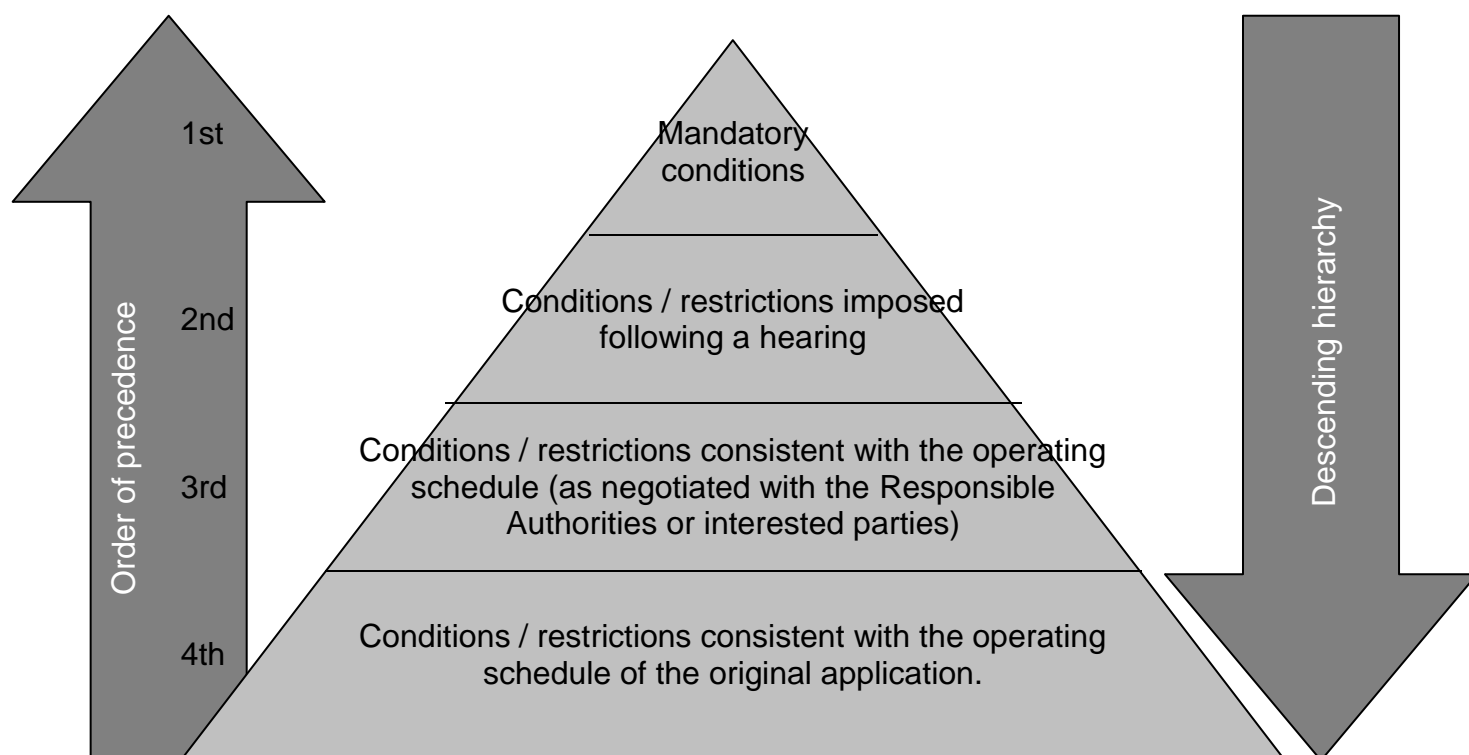 Order of precedence
1st
2nd
3rd
4th
Mandatory
conditions
Conditions / restrictions imposed
following a hearing
Conditions / restrictions consistent with the operating
schedule (as negotiated with the Responsible
Authorities or interested parties)
Conditions / restrictions consistent with the operating
schedule of the original application.
Descending hierarchy